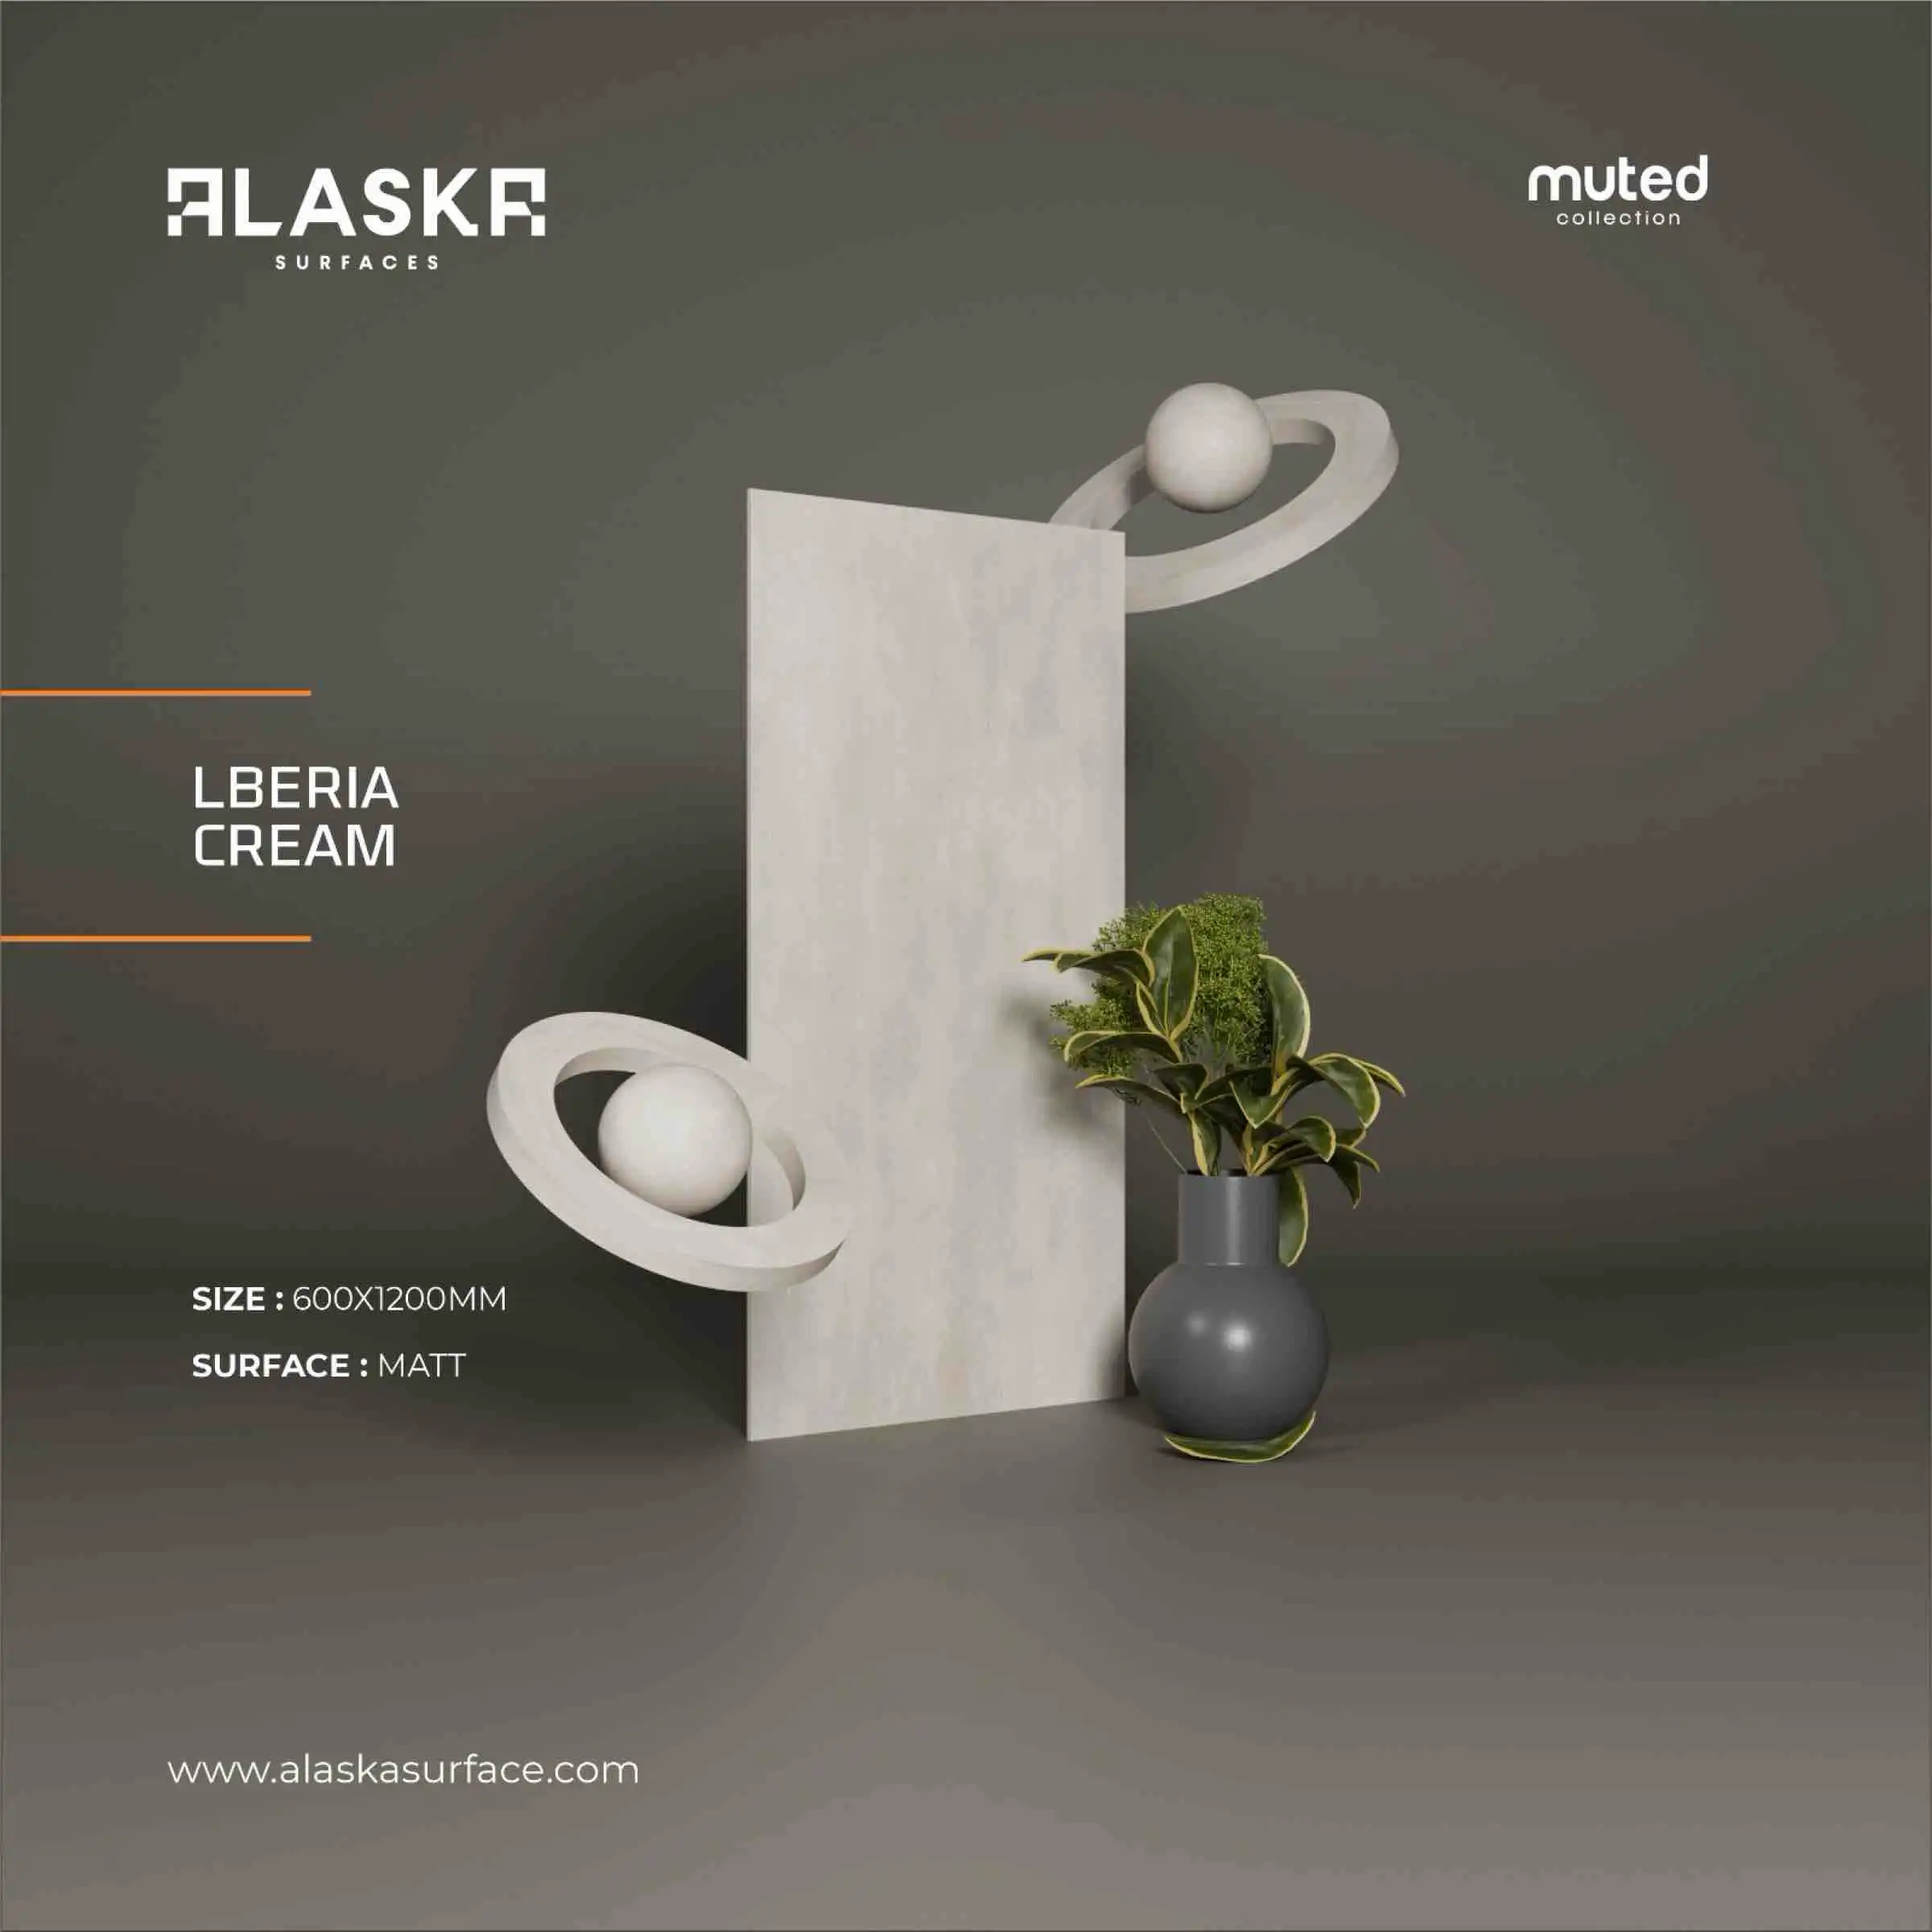 ALASKA
SURFACES
muted
collection
LBERIA
CREAM
SIZE : 600X1200MM
SURFACE : MATT
www.alaskasurface.com